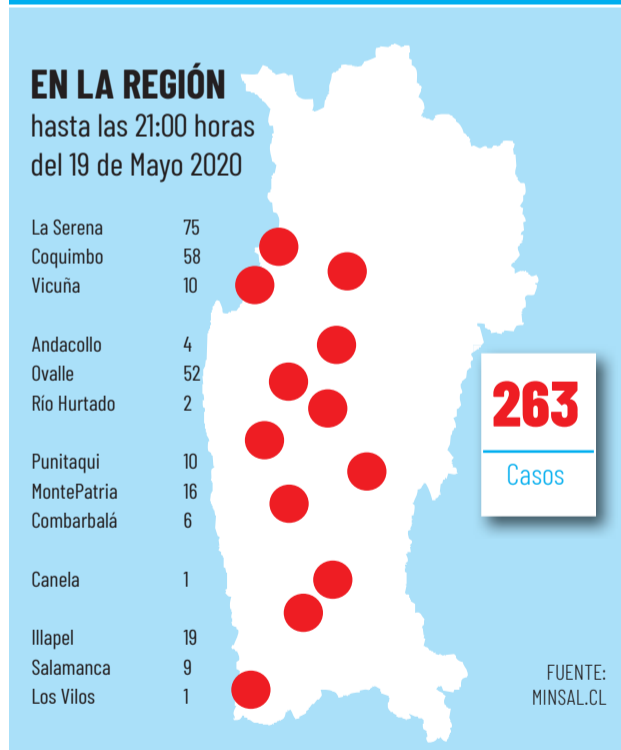 EN LA REGIÓN
hasta las 21:00 horas
del 19 de Mayo 2020
La Serena 75
Coquimbo 58
Vicuña 10
Andacollo 4
Ovalle 52
Río Hurtado 2
Punitaqui 10
MontePatria 16
Combarbalá 6
Canela 1
Illapel 19
Salamanca 9
Los Vilos 1
263
Casos
FUENTE:
MINSAL.CL